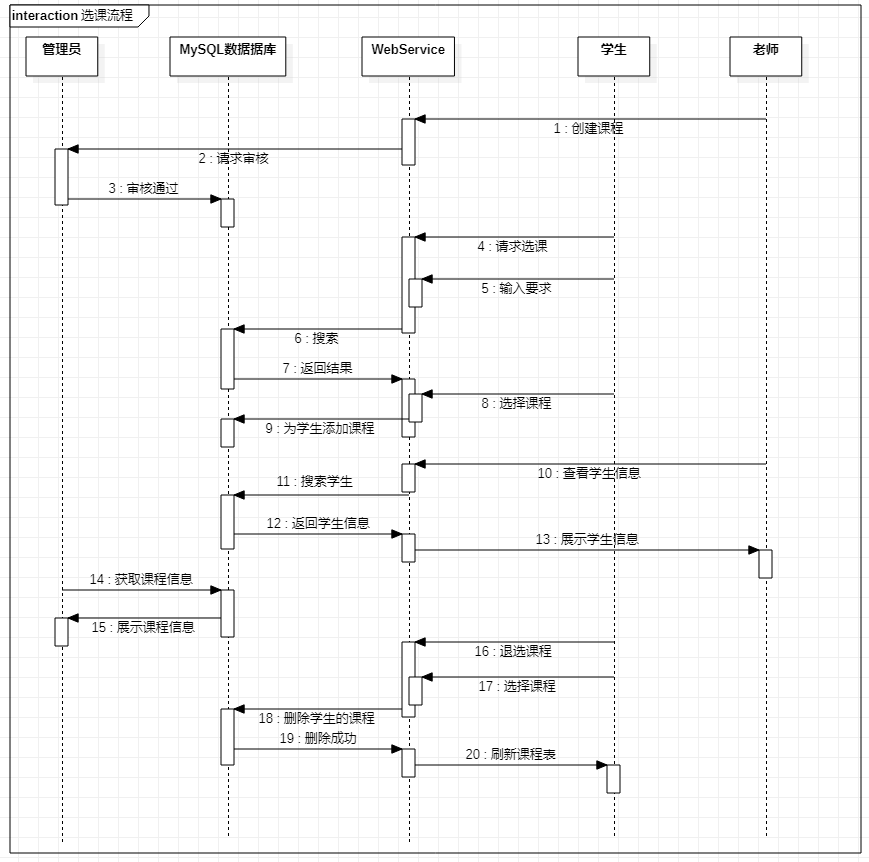 interaction 选课流程
管理员
MySQL数据据库
WebService
学生
老师
1 : 创建课程
2 : 请求审核
3 : 审核通过
4 : 请求选课
5 : 输入要求
6 : 搜索
7 : 返回结果
8 : 选择课程
9 : 为学生添加课程
10 : 查看学生信息
11 : 搜索学生
12 : 返回学生信息
13 : 展示学生信息
14 : 获取课程信息
15 : 展示课程信息
16 : 退选课程
17 : 选择课程
18 : 删除学生的课程
19 : 删除成功
20 : 刷新课程表